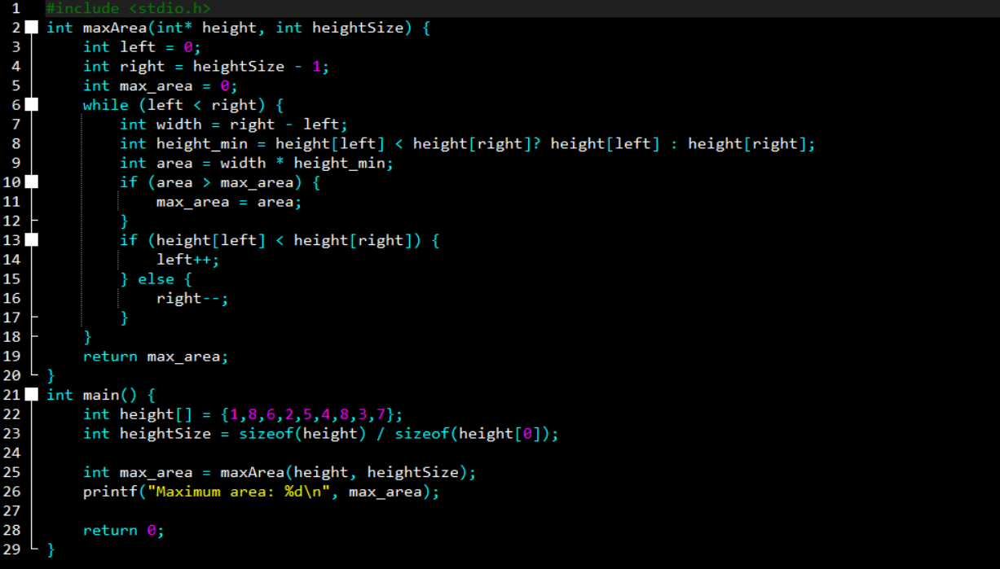 1 #include <stdio.h>
2 int maxArea(int* height, int heightSize) {
3     int left = 0;
4     int right = heightSize - 1;
5     int max_area = 0;
6     while (left < right) {
7         int width = right - left;
8         int height_min = height[left] < height[right]? height[left] : height[right];
9         int area = width * height_min;
10         if (area > max_area) {
11             max_area = area;
12         }
13         if (height[left] < height[right]) {
14             left++;
15         } else {
16             right--;
17         }
18     }
19     return max_area;
20 }
21 int main() {
22     int height[] = {1,8,6,2,5,4,8,3,7};
23     int heightSize = sizeof(height) / sizeof(height[0]);
24
25     int max_area = maxArea(height, heightSize);
26     printf("Maximum area: %d\n", max_area);
27
28     return 0;
29 }